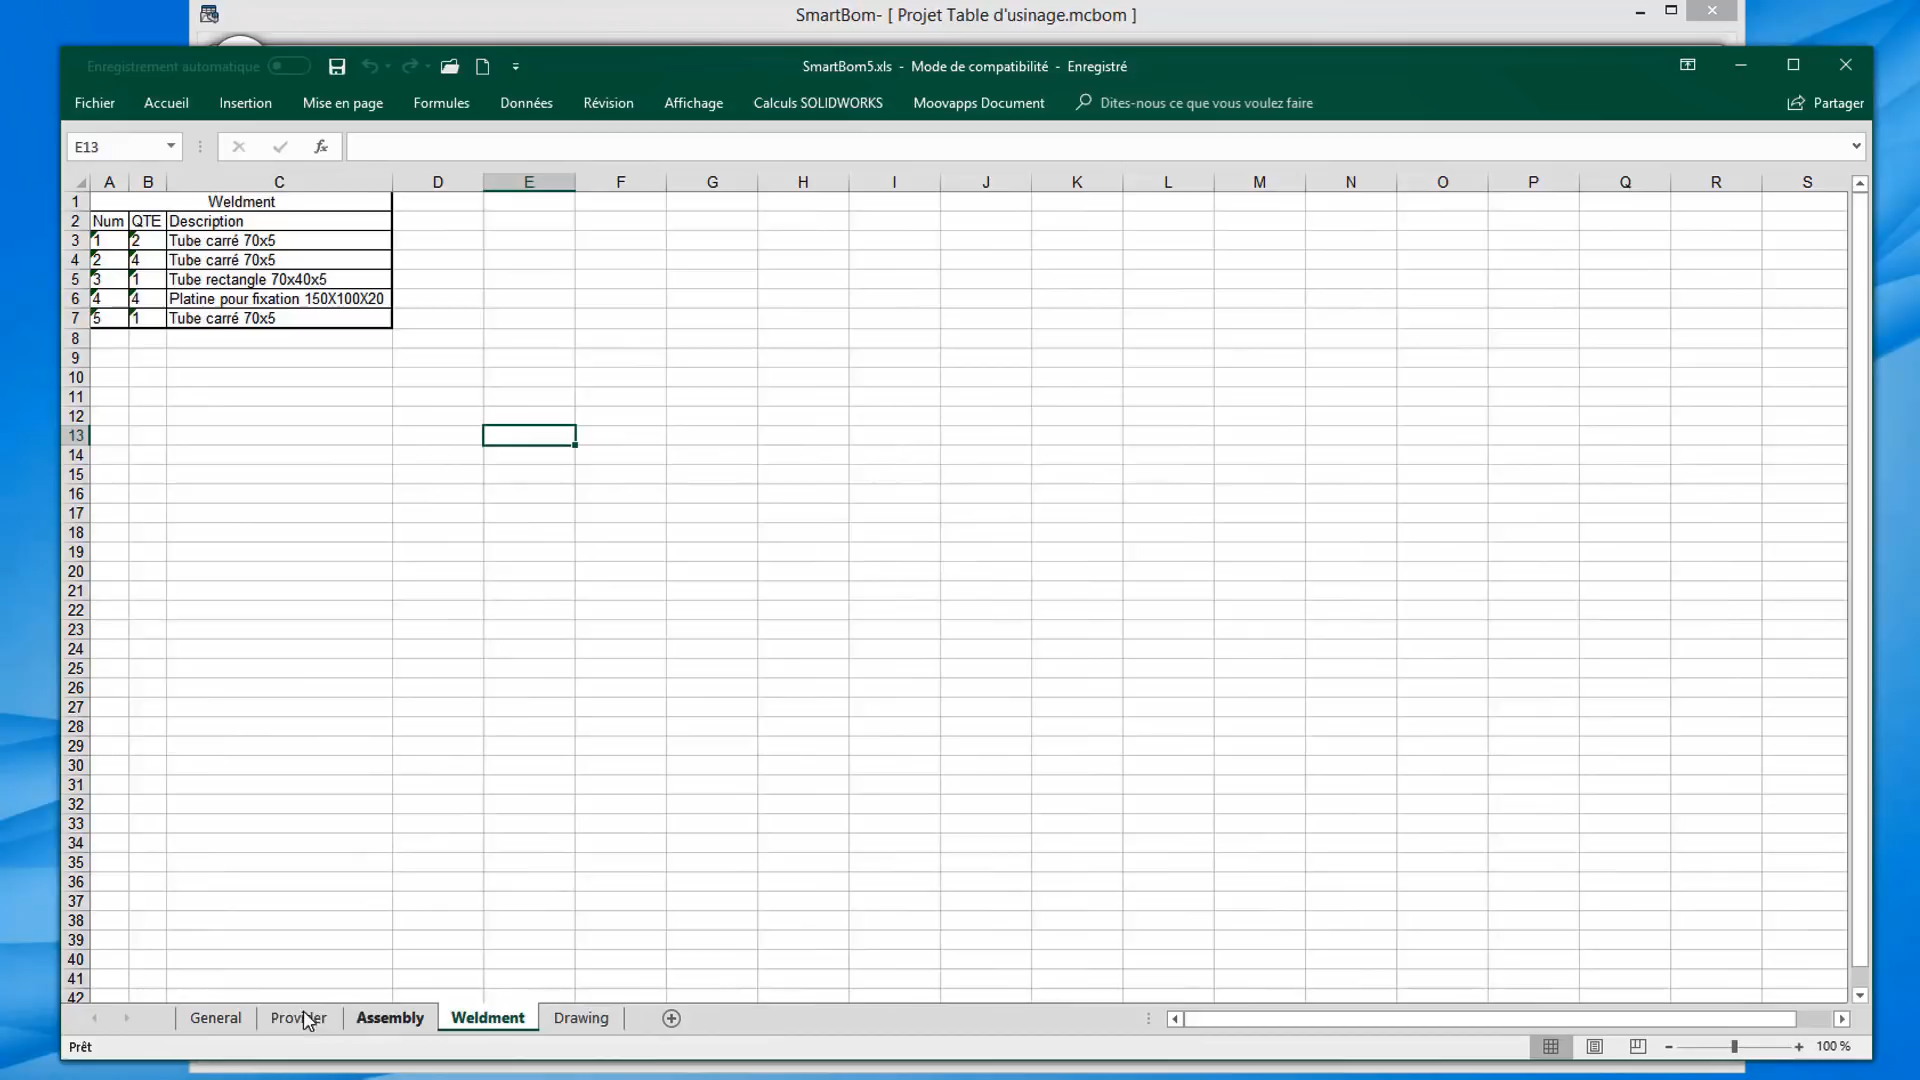 SmartBom- [ Projet Table d'usinage.mcbom ]
Enregistrement automatique
SmartBom5.xls - Mode de compatibilité - Enregistré
Fichier Accueil Insertion Mise en page Formules Données Révision Affichage Calculs SOLIDWORKS Moovapps Document Dites-nous ce que vous voulez faire Partager
E13 fx
A B C D E F G H I J K L M N O P Q R S
1 Weldment
2 Num QTE Description
3 1 2 Tube carré 70x5
4 2 4 Tube carré 70x5
5 3 1 Tube rectangle 70x40x5
6 4 4 Platine pour fixation 150X100X20
7 5 1 Tube carré 70x5
8
9
10
11
12
13
14
15
16
17
18
19
20
21
22
23
24
25
26
27
28
29
30
31
32
33
34
35
36
37
38
39
40
41
42
General Provider Assembly Weldment Drawing
Prêt 100 %